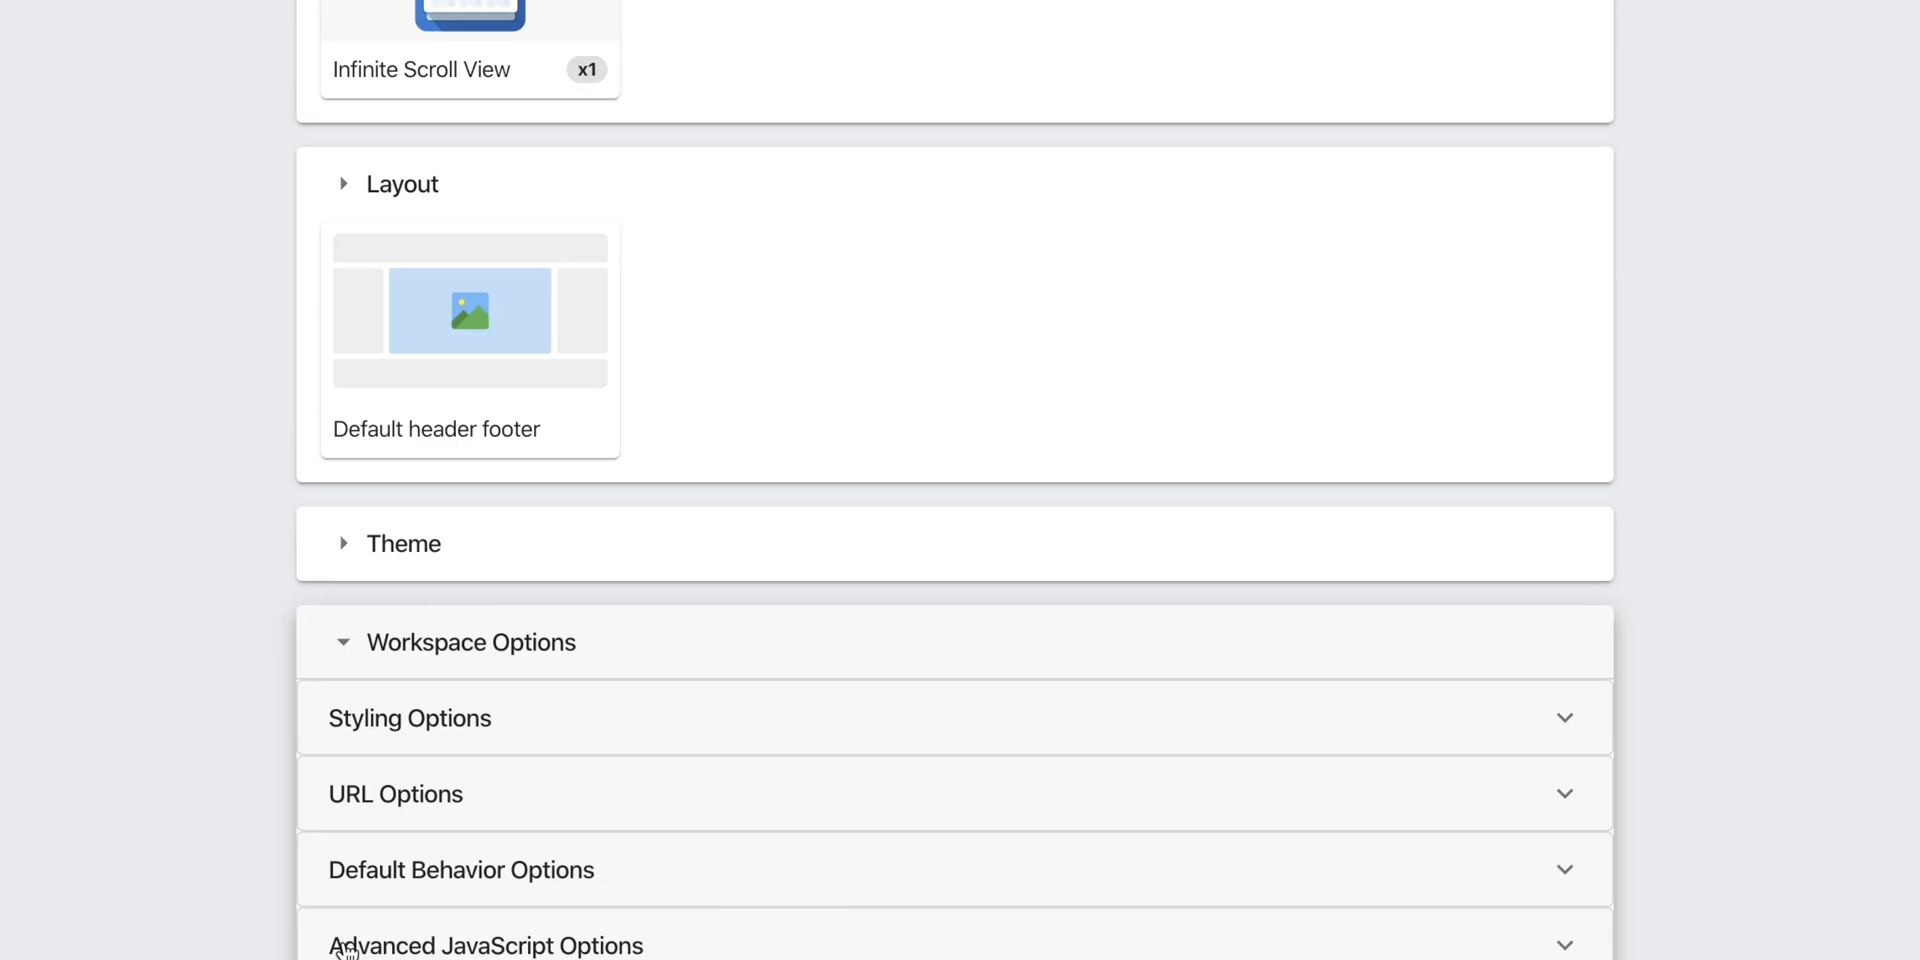 Infinite Scroll View x1
Layout
Default header footer
Theme
Workspace Options
Styling Options
URL Options
Default Behavior Options
Advanced JavaScript Options